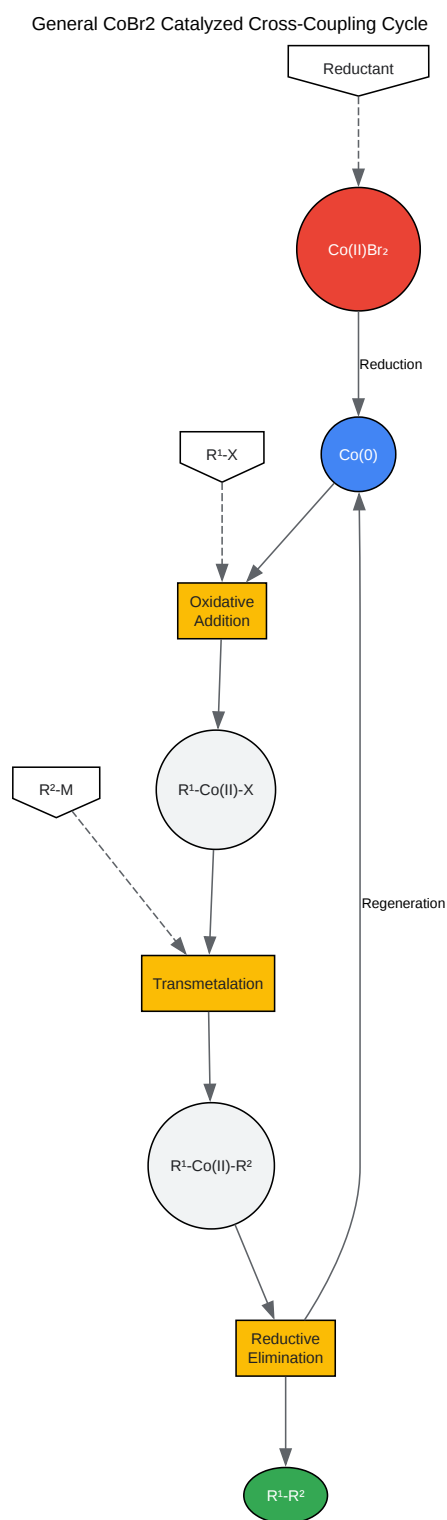 General CoBr2 Catalyzed Cross-Coupling Cycle
Reductant
Co(II)Br₂
Reduction
R¹-X
Co(0)
Oxidative
Addition
R²-M
R¹-Co(II)-X
Regeneration
Transmetalation
R¹-Co(II)-R²
Reductive
Elimination
R¹-R²